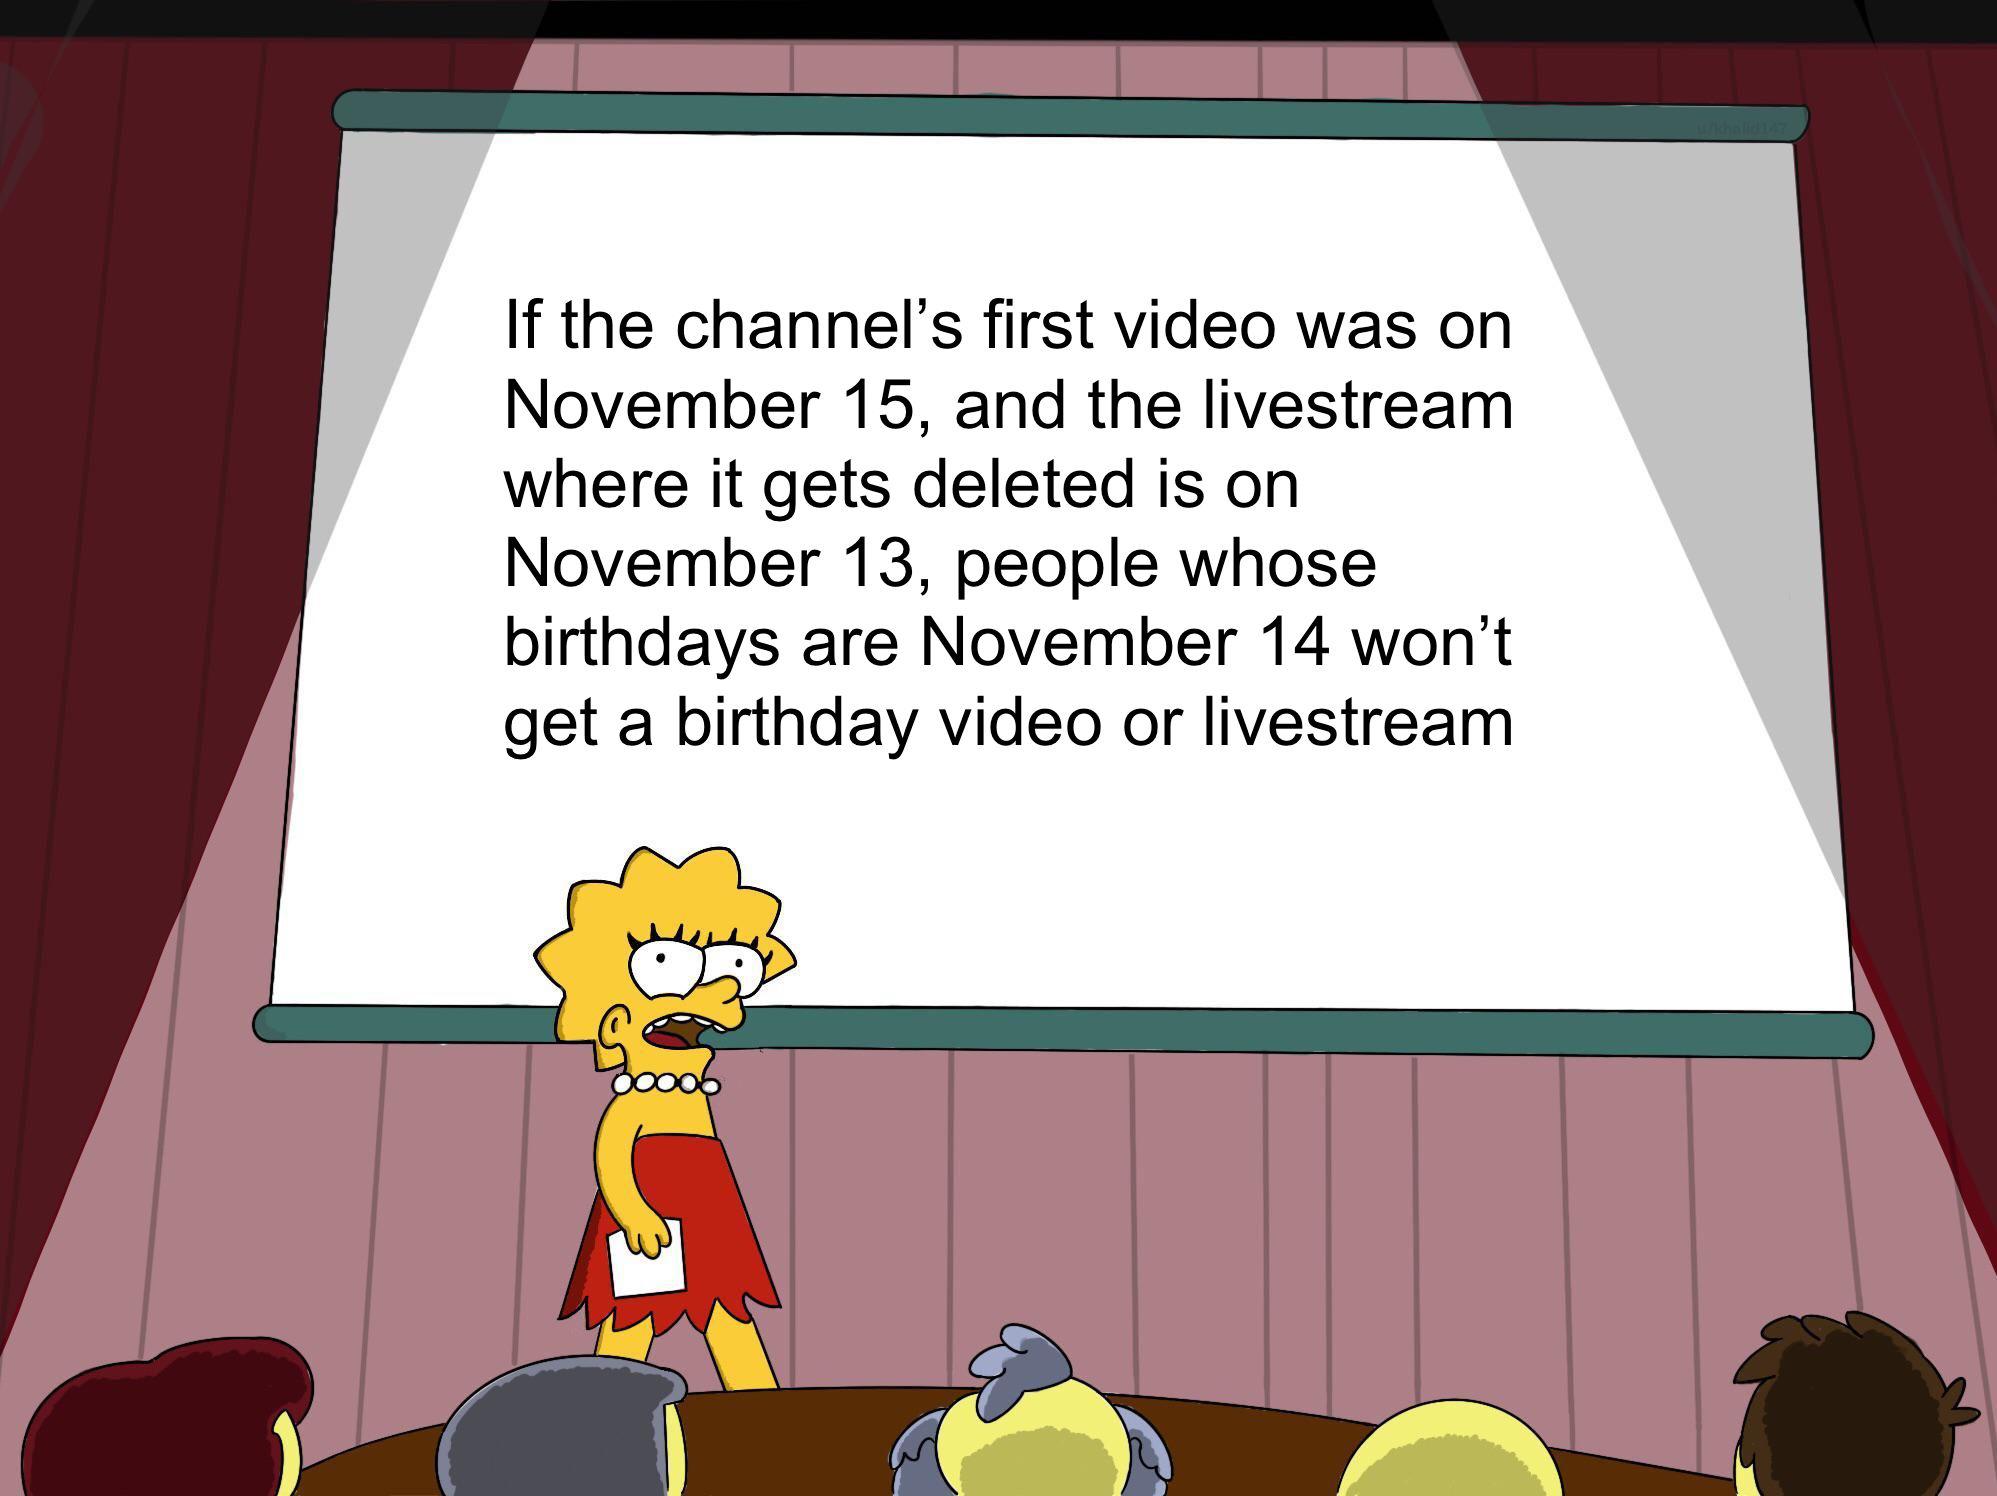 u/khalid147
If the channel’s first video was on
November 15, and the livestream
where it gets deleted is on
November 13, people whose
birthdays are November 14 won’t
get a birthday video or livestream